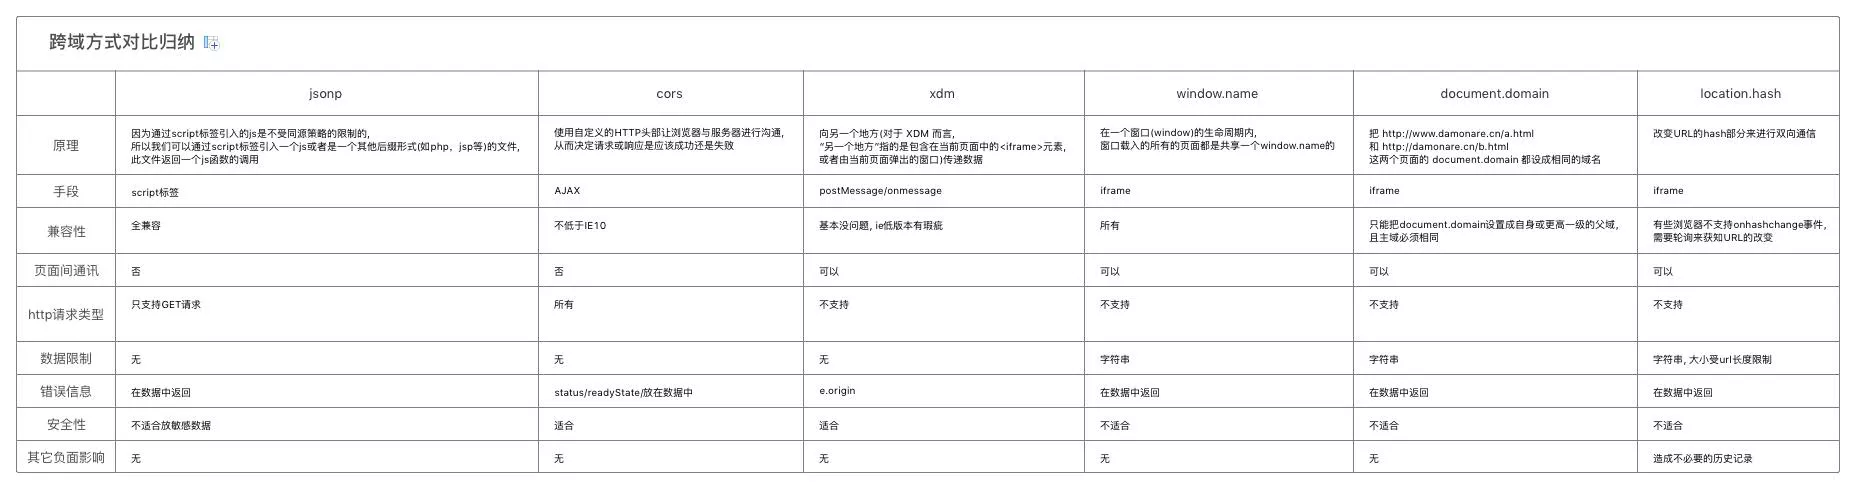 跨域方式对比归纳
jsonp
cors
xdm
window.name
document.domain
location.hash
原理
因为通过script标签引入的js是不受同源策略的限制的,
所以我们可以通过script标签引入一个js或者是一个其他后缀形式(如php，jsp等)的文件,
此文件返回一个js函数的调用
使用自定义的HTTP头部让浏览器与服务器进行沟通,
从而决定请求或响应是应该成功还是失败
向另一个地方(对于 XDM 而言,
“另一个地方”指的是包含在当前页面中的<iframe>元素,
或者由当前页面弹出的窗口)传递数据
在一个窗口(window)的生命周期内,
窗口载入的所有的页面都是共享一个window.name的
把 http://www.damonare.cn/a.html
和 http://damonare.cn/b.html
这两个页面的 document.domain 都设成相同的域名
改变URL的hash部分来进行双向通信
手段
script标签
AJAX
postMessage/onmessage
iframe
iframe
iframe
兼容性
全兼容
不低于IE10
基本没问题, ie低版本有瑕疵
所有
只能把document.domain设置成自身或更高一级的父域,
且主域必须相同
有些浏览器不支持onhashchange事件,
需要轮询来获知URL的改变
页面间通讯
否
否
可以
可以
可以
可以
http请求类型
只支持GET请求
所有
不支持
不支持
不支持
不支持
数据限制
无
无
无
字符串
字符串
字符串, 大小受url长度限制
错误信息
在数据中返回
status/readyState/放在数据中
e.origin
在数据中返回
在数据中返回
在数据中返回
安全性
不适合放敏感数据
适合
适合
不适合
不适合
不适合
其它负面影响
无
无
无
无
无
造成不必要的历史记录